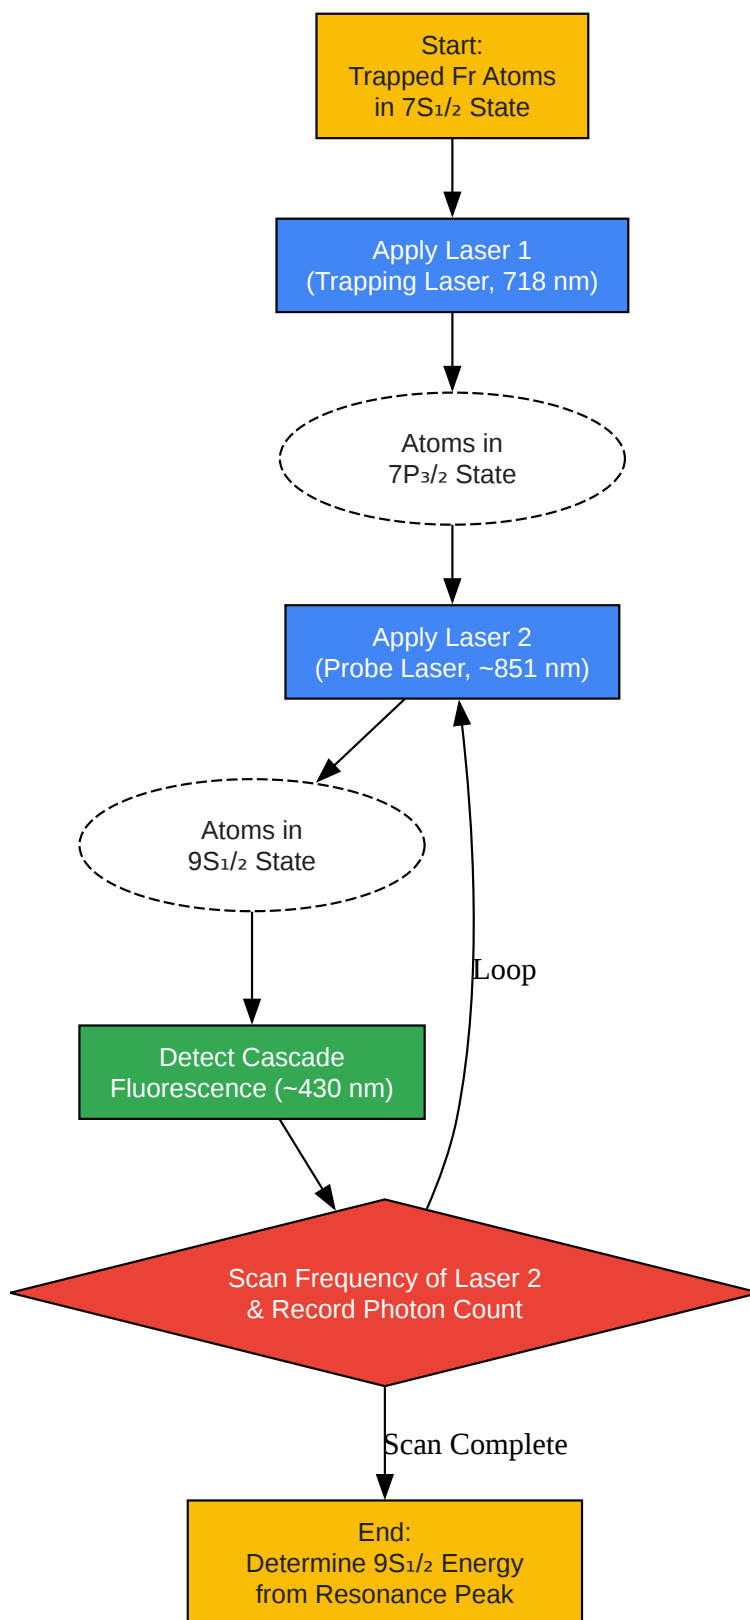 Start:
Trapped Fr Atoms
in 7S₁/₂ State
Apply Laser 1
(Trapping Laser, 718 nm)
Atoms in
7P₃/₂ State
Apply Laser 2
(Probe Laser, ~851 nm)
Atoms in
9S₁/₂ State
Loop
Detect Cascade
Fluorescence (~430 nm)
Scan Frequency of Laser 2
& Record Photon Count
Scan Complete
End:
Determine 9S₁/₂ Energy
from Resonance Peak